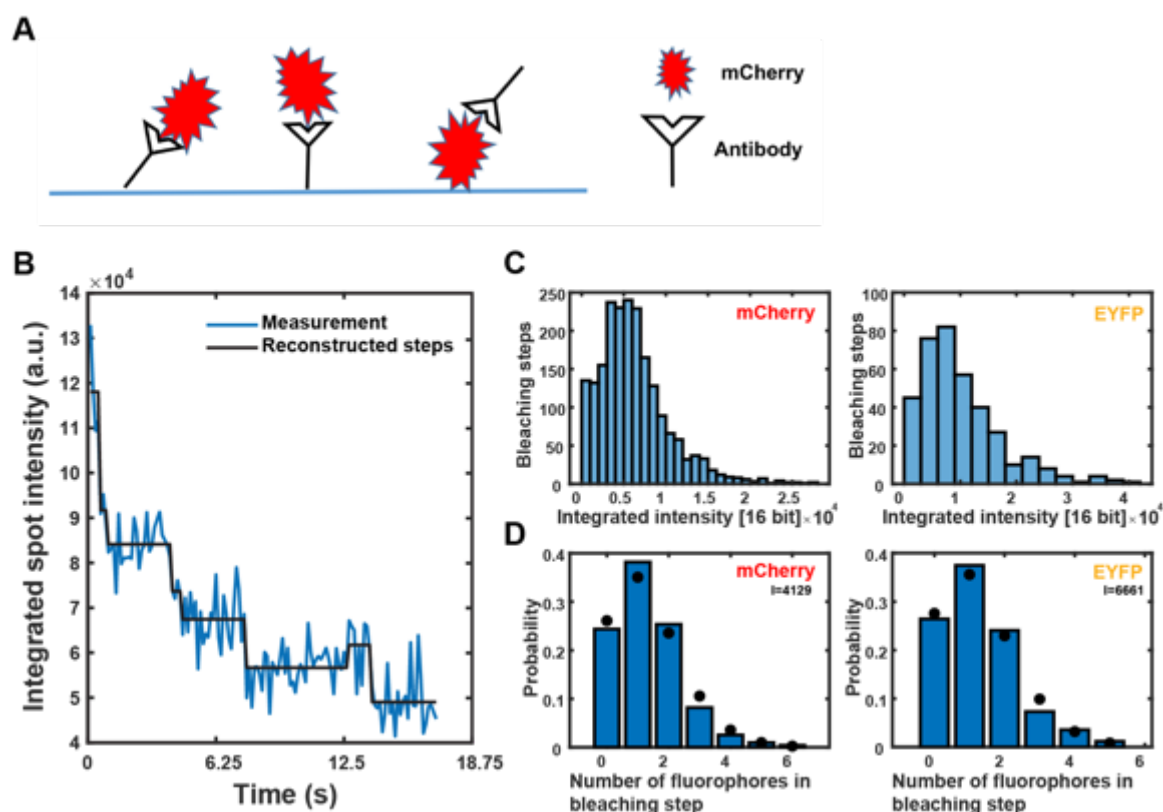 A
mCherry
Antibody
B
×10⁴
14
13
12
11
10
9
8
7
6
5
4
0
6.25
12.5
18.75
Integrated spot intensity (a.u.)
Time (s)
Measurement
Reconstructed steps
C
mCherry
250
200
150
100
50
0
Bleaching steps
0 0.5 1 1.5 2 2.5
Integrated intensity [16 bit]×10⁴
EYFP
100
80
60
40
20
0
Bleaching steps
0 1 2 3 4
Integrated intensity [16 bit]×10⁴
D
mCherry
I=4129
0.4
0.3
0.2
0.1
0
Probability
0 2 4 6
Number of fluorophores in
bleaching step
EYFP
I=6661
0.4
0.3
0.2
0.1
0
Probability
0 2 4 6
Number of fluorophores in
bleaching step